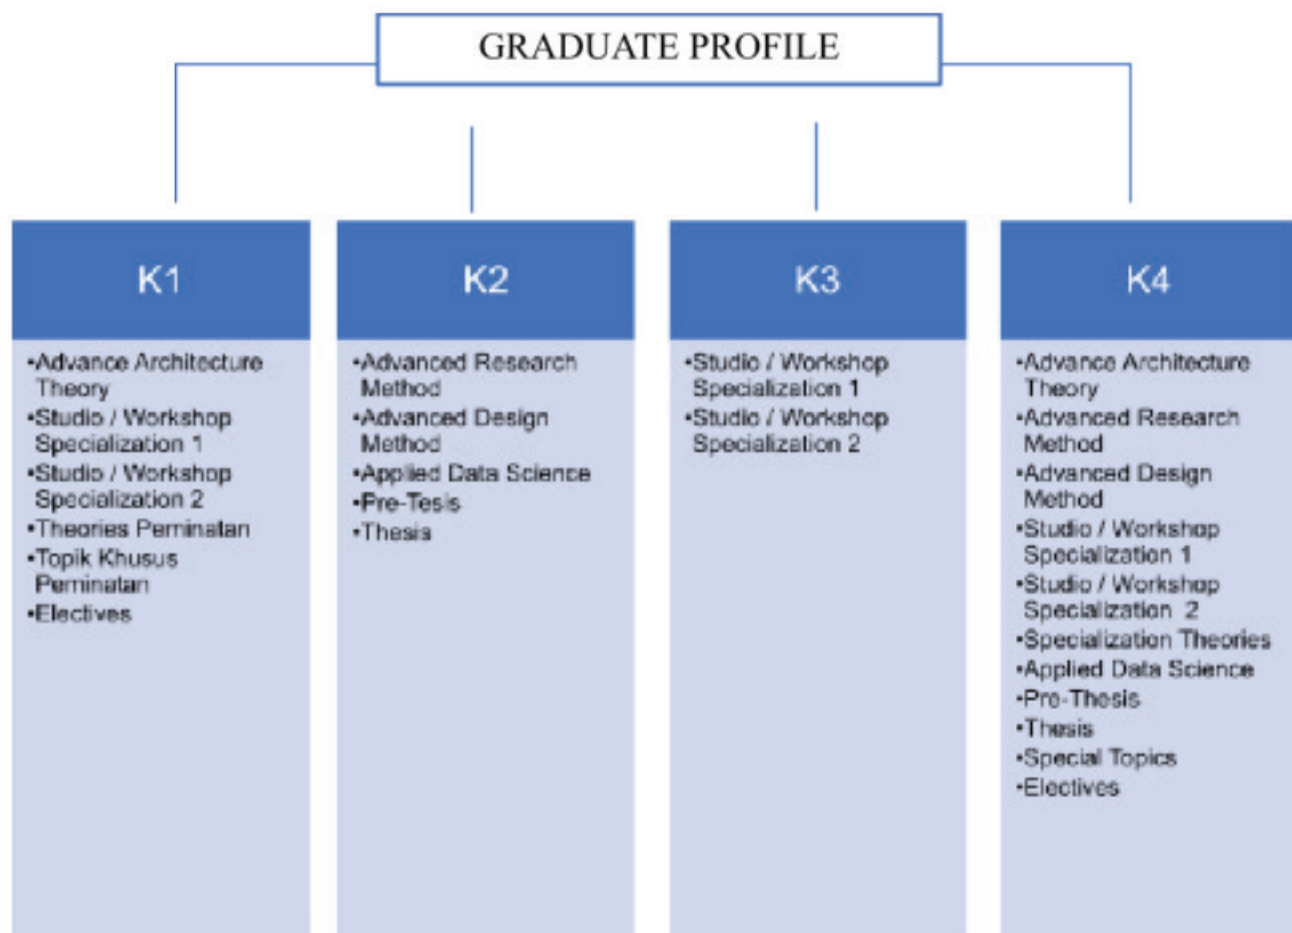 GRADUATE PROFILE
K1
•Advance Architecture
Theory
•Studio / Workshop
Specialization 1
•Studio / Workshop
Specialization 2
•Theories Peminatan
•Topik Khusus
Peminatan
•Electives
K2
•Advanced Research
Method
•Advanced Design
Method
•Applied Data Science
•Pre-Tesis
•Thesis
K3
•Studio / Workshop
Specialization 1
•Studio / Workshop
Specialization 2
K4
•Advance Architecture
Theory
•Advanced Research
Method
•Advanced Design
Method
•Studio / Workshop
Specialization 1
•Studio / Workshop
Specialization 2
•Specialization Theories
•Applied Data Science
•Pre-Thesis
•Thesis
•Special Topics
•Electives